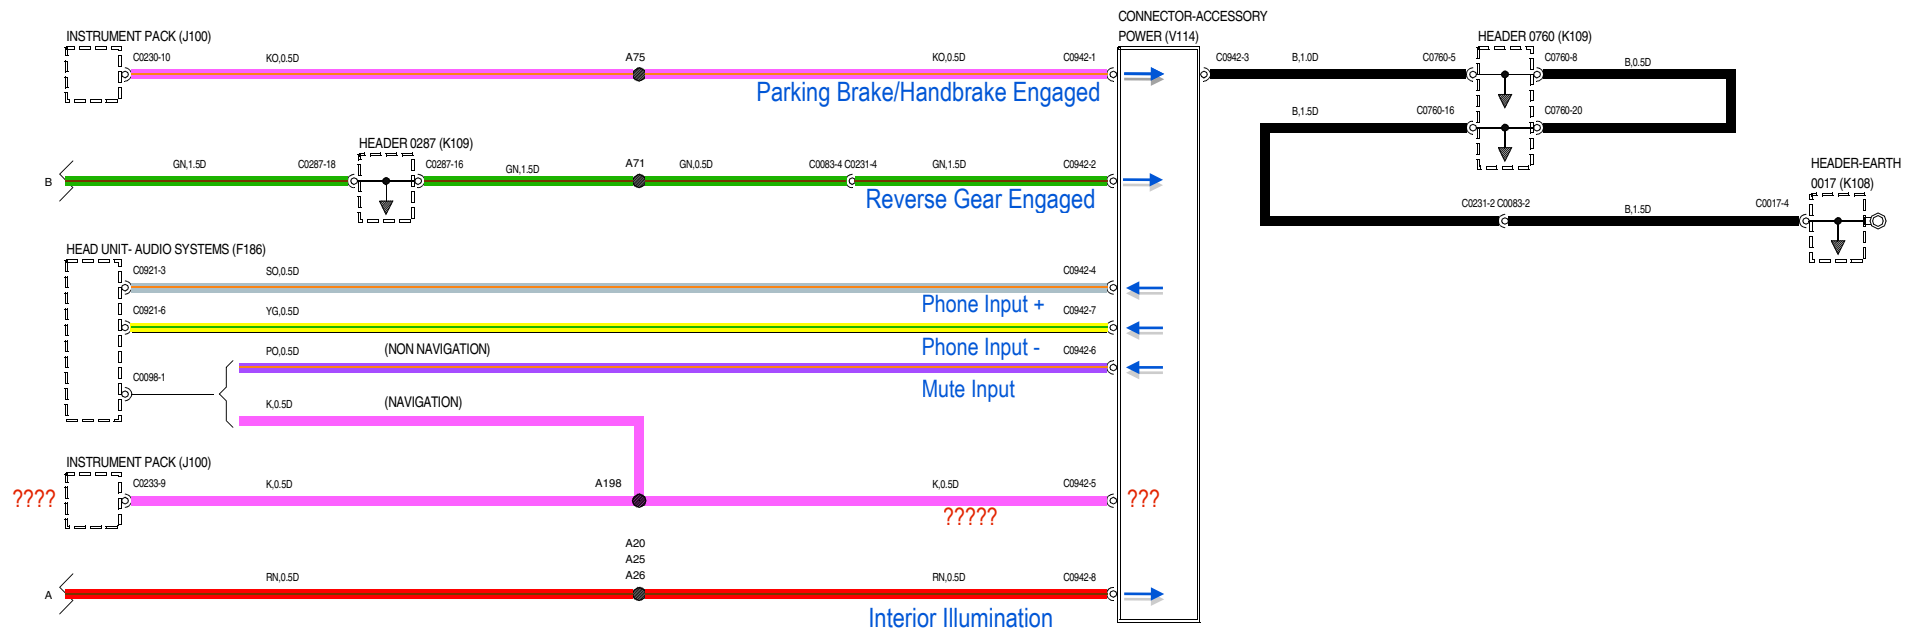 CONNECTOR-ACCESSORY
POWER (V114)
INSTRUMENT PACK (J100)
HEADER 0760 (K109)
C0230-10
KO,0.5D
A75
KO,0.5D
C0942-1
C0942-3
B,1.0D
C0760-5
C0760-8
B,0.5D
Parking Brake/Handbrake Engaged
B,1.5D
C0760-16
C0760-20
HEADER 0287 (K109)
B
GN,1.5D
C0287-18
C0287-16
GN,1.5D
A71
GN,0.5D
C0083-4 C0231-4
GN,1.5D
C0942-2
HEADER-EARTH
0017 (K108)
Reverse Gear Engaged
C0231-2 C0083-2
B,1.5D
C0017-4
HEAD UNIT- AUDIO SYSTEMS (F186)
C0921-3
SO,0.5D
C0942-4
Phone Input +
C0921-6
YG,0.5D
C0942-7
Phone Input -
PO,0.5D
(NON NAVIGATION)
C0942-6
C0098-1
Mute Input
K,0.5D
(NAVIGATION)
INSTRUMENT PACK (J100)
????
C0233-9
K,0.5D
A198
K,0.5D
C0942-5
???
?????
A20
A25
A26
A
RN,0.5D
RN,0.5D
C0942-8
Interior Illumination